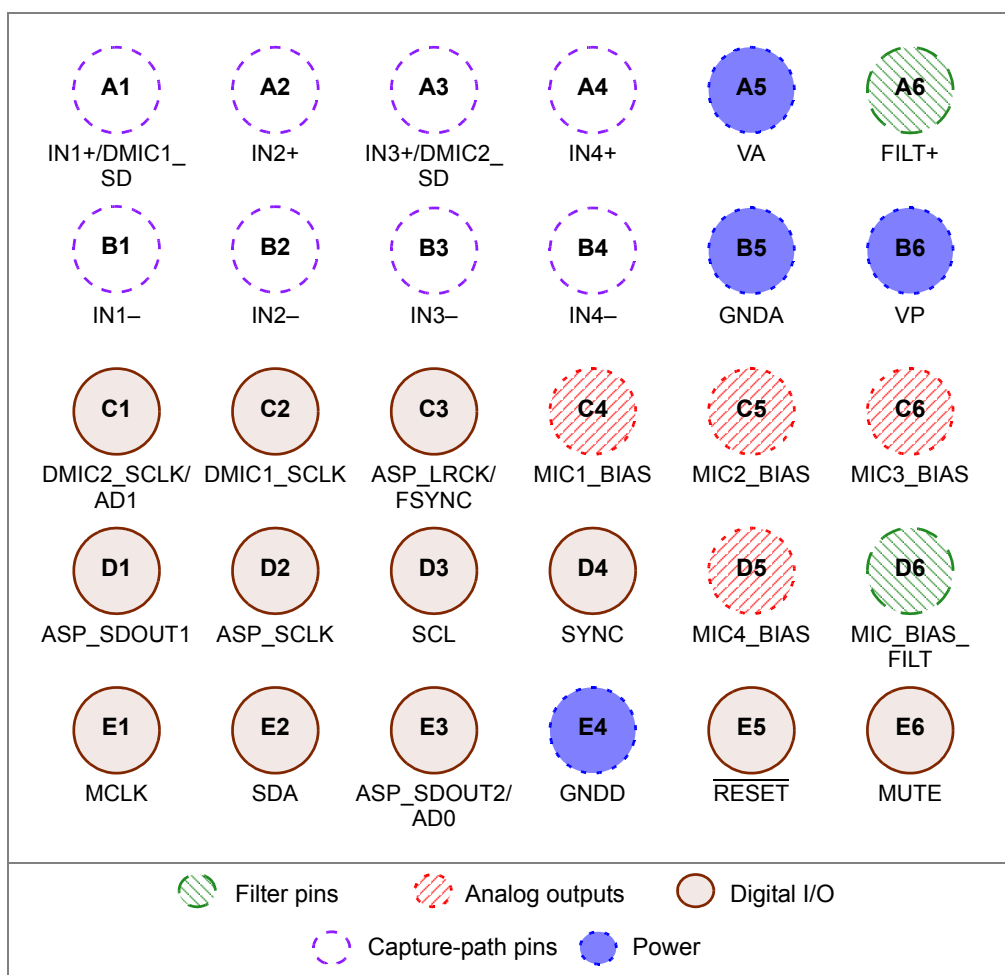 A1 A2 A3 A4 A5 A6
IN1+/DMIC1_ IN2+ IN3+/DMIC2_ IN4+ VA FILT+
SD SD
B1 B2 B3 B4 B5 B6
IN1– IN2– IN3– IN4– GNDA VP
C1 C2 C3 C4 C5 C6
DMIC2_SCLK/ DMIC1_SCLK ASP_LRCK/ MIC1_BIAS MIC2_BIAS MIC3_BIAS
AD1 FSYNC
D1 D2 D3 D4 D5 D6
ASP_SDOUT1 ASP_SCLK SCL SYNC MIC4_BIAS MIC_BIAS_
FILT
E1 E2 E3 E4 E5 E6
MCLK SDA ASP_SDOUT2/ GNDD RESET MUTE
AD0
Filter pins Analog outputs Digital I/O
Capture-path pins Power